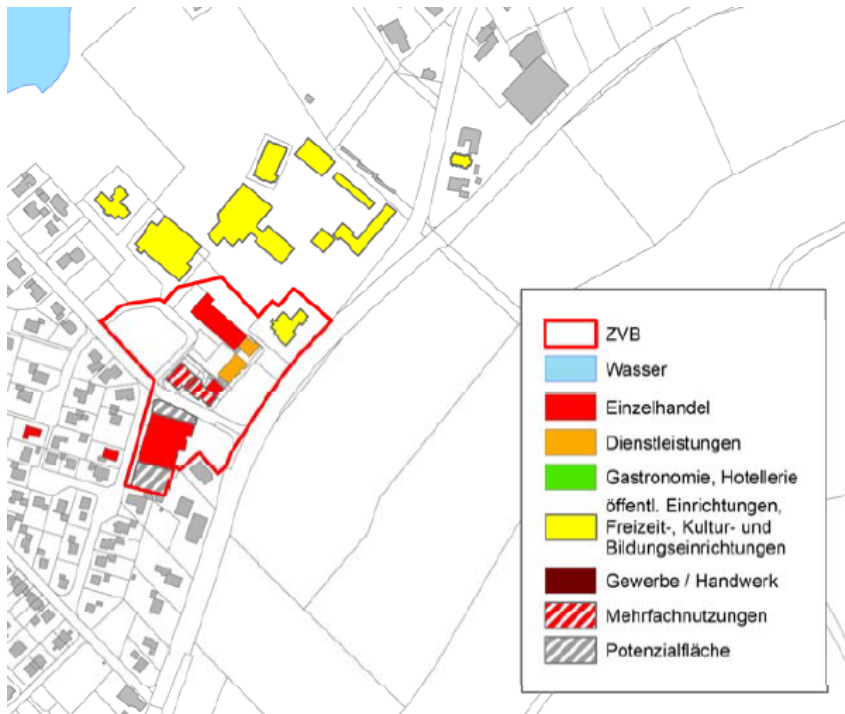 ZVB
Wasser
Einzelhandel
Dienstleistungen
Gastronomie, Hotellerie
öffentl. Einrichtungen,
Freizeit-, Kultur- und
Bildungseinrichtungen
Gewerbe / Handwerk
Mehrfachnutzungen
Potenzialfläche